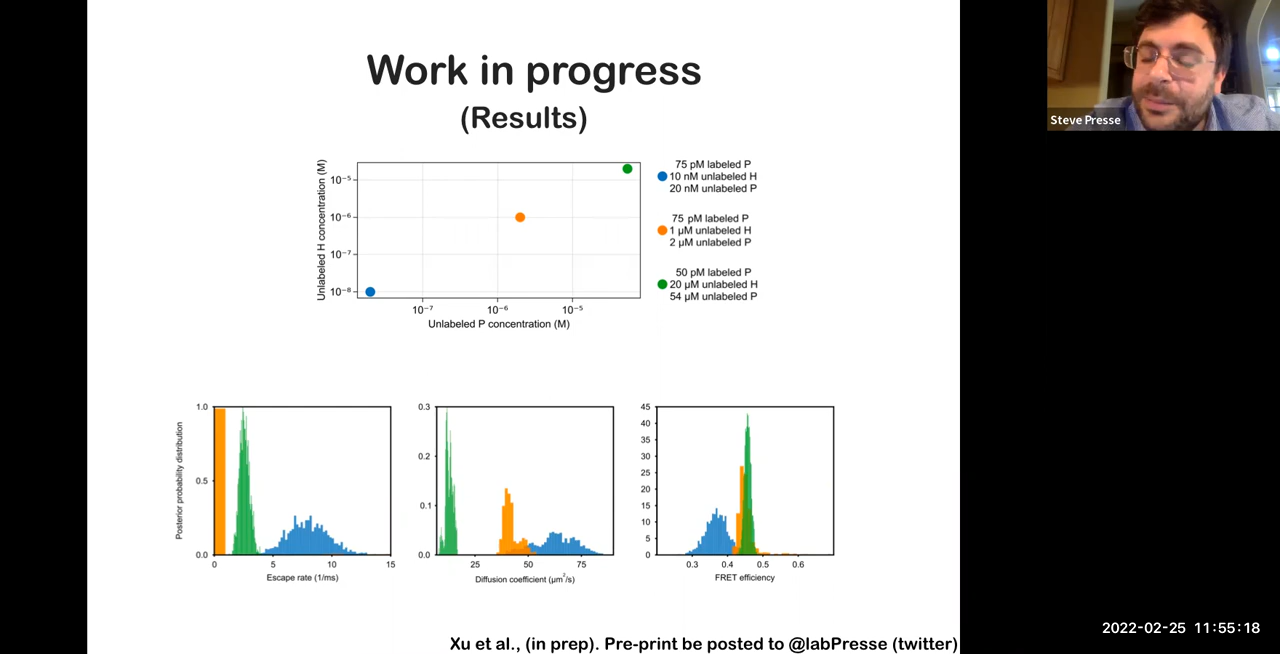 Work in progress
(Results)
Steve Presse
Unlabeled H concentration (M)
10⁻⁵
10⁻⁶
10⁻⁷
10⁻⁸
10⁻⁷ 10⁻⁶ 10⁻⁵
Unlabeled P concentration (M)
75 pM labeled P
10 nM unlabeled H
20 nM unlabeled P
75 pM labeled P
1 µM unlabeled H
2 µM unlabeled P
50 pM labeled P
20 µM unlabeled H
54 µM unlabeled P
Posterior probability distribution
1.0
0.5
0.0
0 5 10 15
Escape rate (1/ms)
0.3
0.2
0.1
0.0
25 50 75
Diffusion coefficient (µm²/s)
45
40
35
30
25
20
15
10
5
0
0.3 0.4 0.5 0.6
FRET efficiency
Xu et al., (in prep). Pre-print be posted to @labPresse (twitter)
2022-02-25 11:55:18